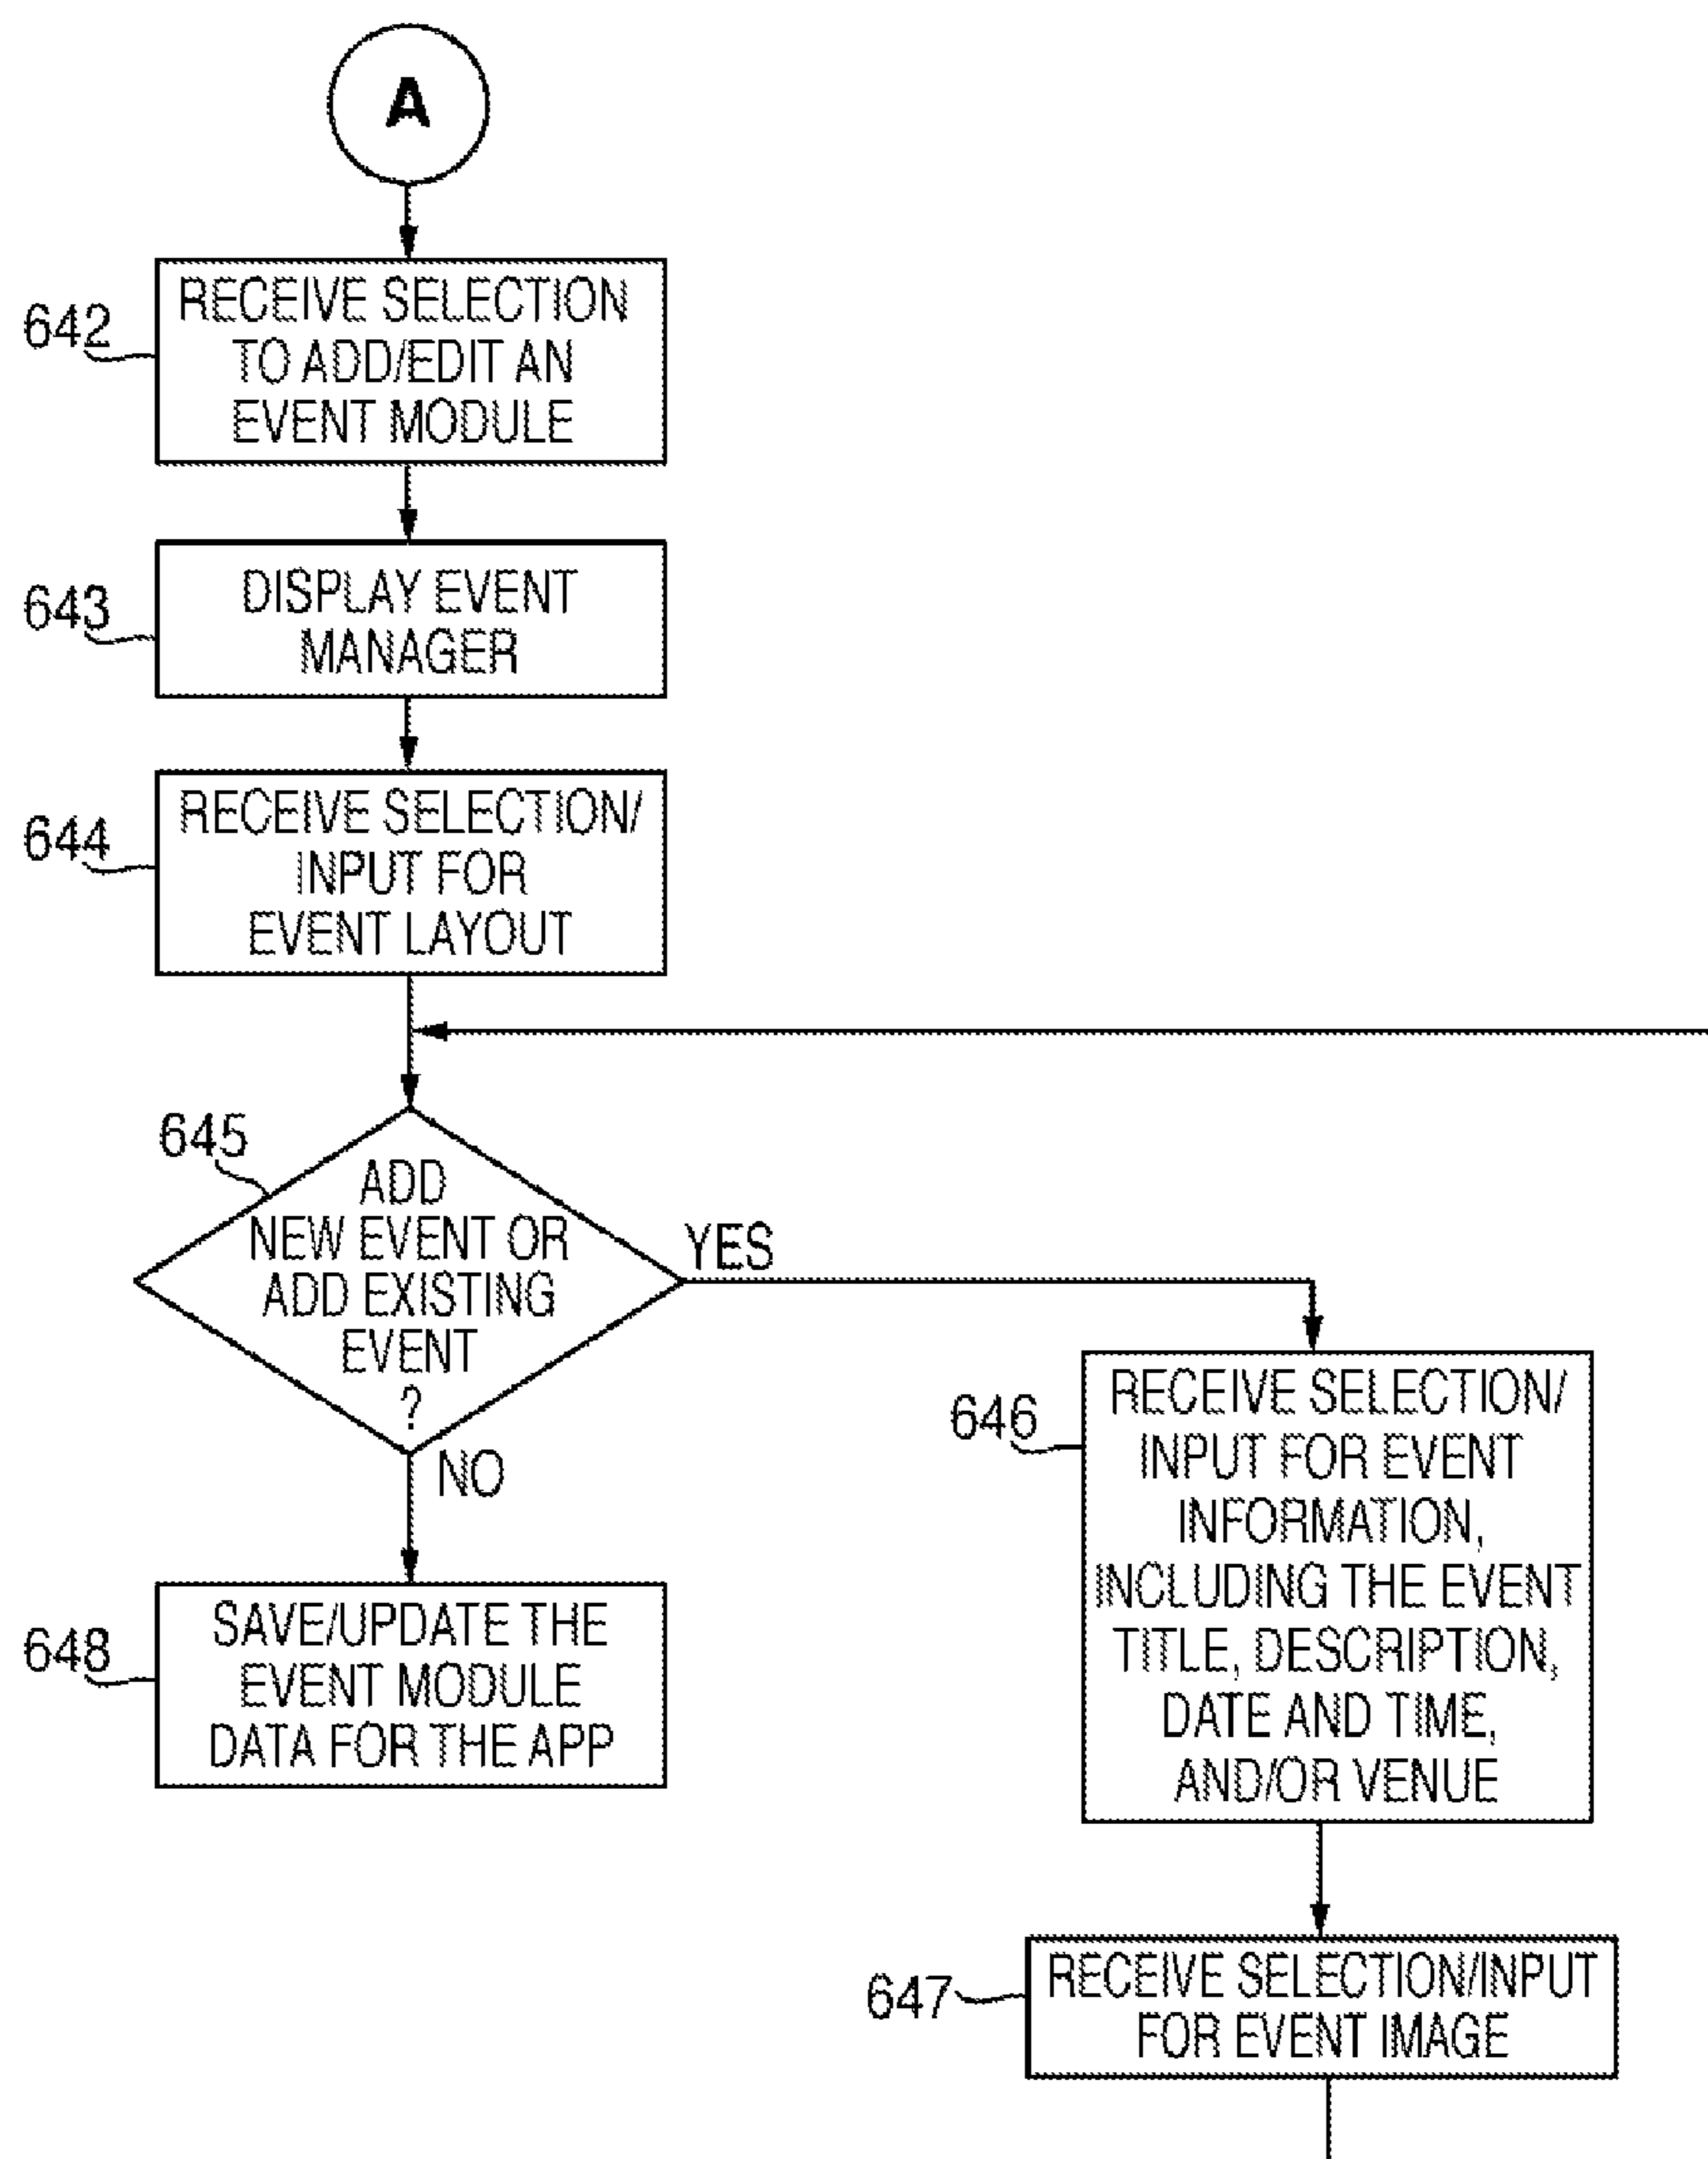 A
642
RECEIVE SELECTION
TO ADD/EDIT AN
EVENT MODULE
643
DISPLAY EVENT
MANAGER
644
RECEIVE SELECTION/
INPUT FOR
EVENT LAYOUT
645
ADD
NEW EVENT OR
ADD EXISTING
EVENT
?
YES
NO
646
RECEIVE SELECTION/
INPUT FOR EVENT
INFORMATION,
INCLUDING THE EVENT
TITLE, DESCRIPTION,
DATE AND TIME,
AND/OR VENUE
648
SAVE/UPDATE THE
EVENT MODULE
DATA FOR THE APP
647
RECEIVE SELECTION/INPUT
FOR EVENT IMAGE